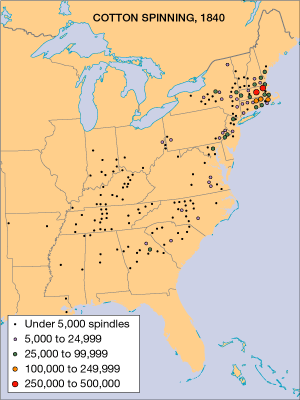 COTTON SPINNING, 1840
Under 5,000 spindles
5,000 to 24,999
25,000 to 99,999
100,000 to 249,999
250,000 to 500,000